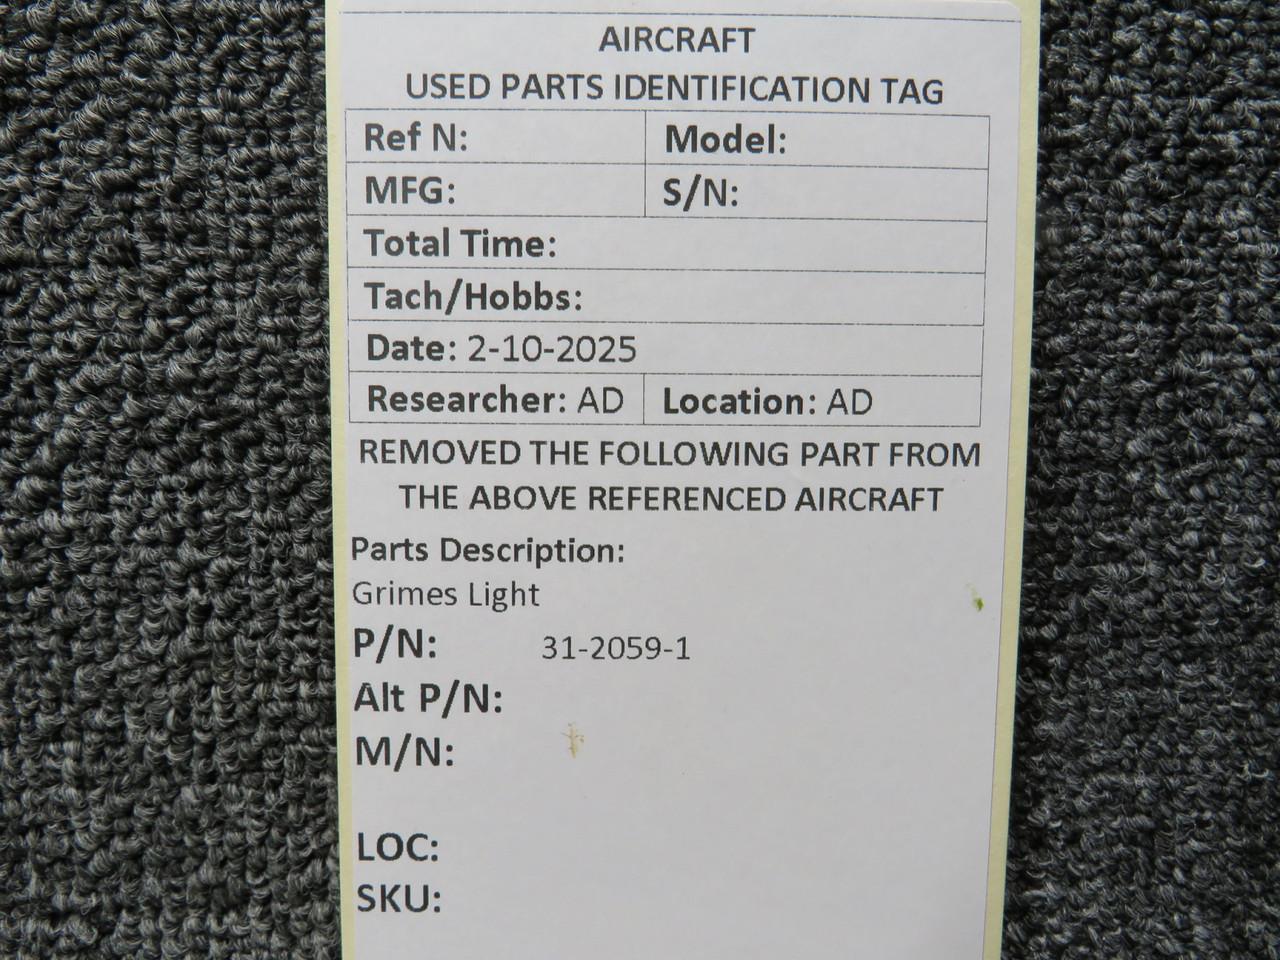 AIRCRAFT
USED PARTS IDENTIFICATION TAG
Ref N: Model:
MFG: S/N:
Total Time:
Tach/Hobbs:
Date: 2-10-2025
Researcher: AD Location: AD
REMOVED THE FOLLOWING PART FROM
THE ABOVE REFERENCED AIRCRAFT
Parts Description:
Grimes Light
P/N: 31-2059-1
Alt P/N:
M/N:
LOC:
SKU: